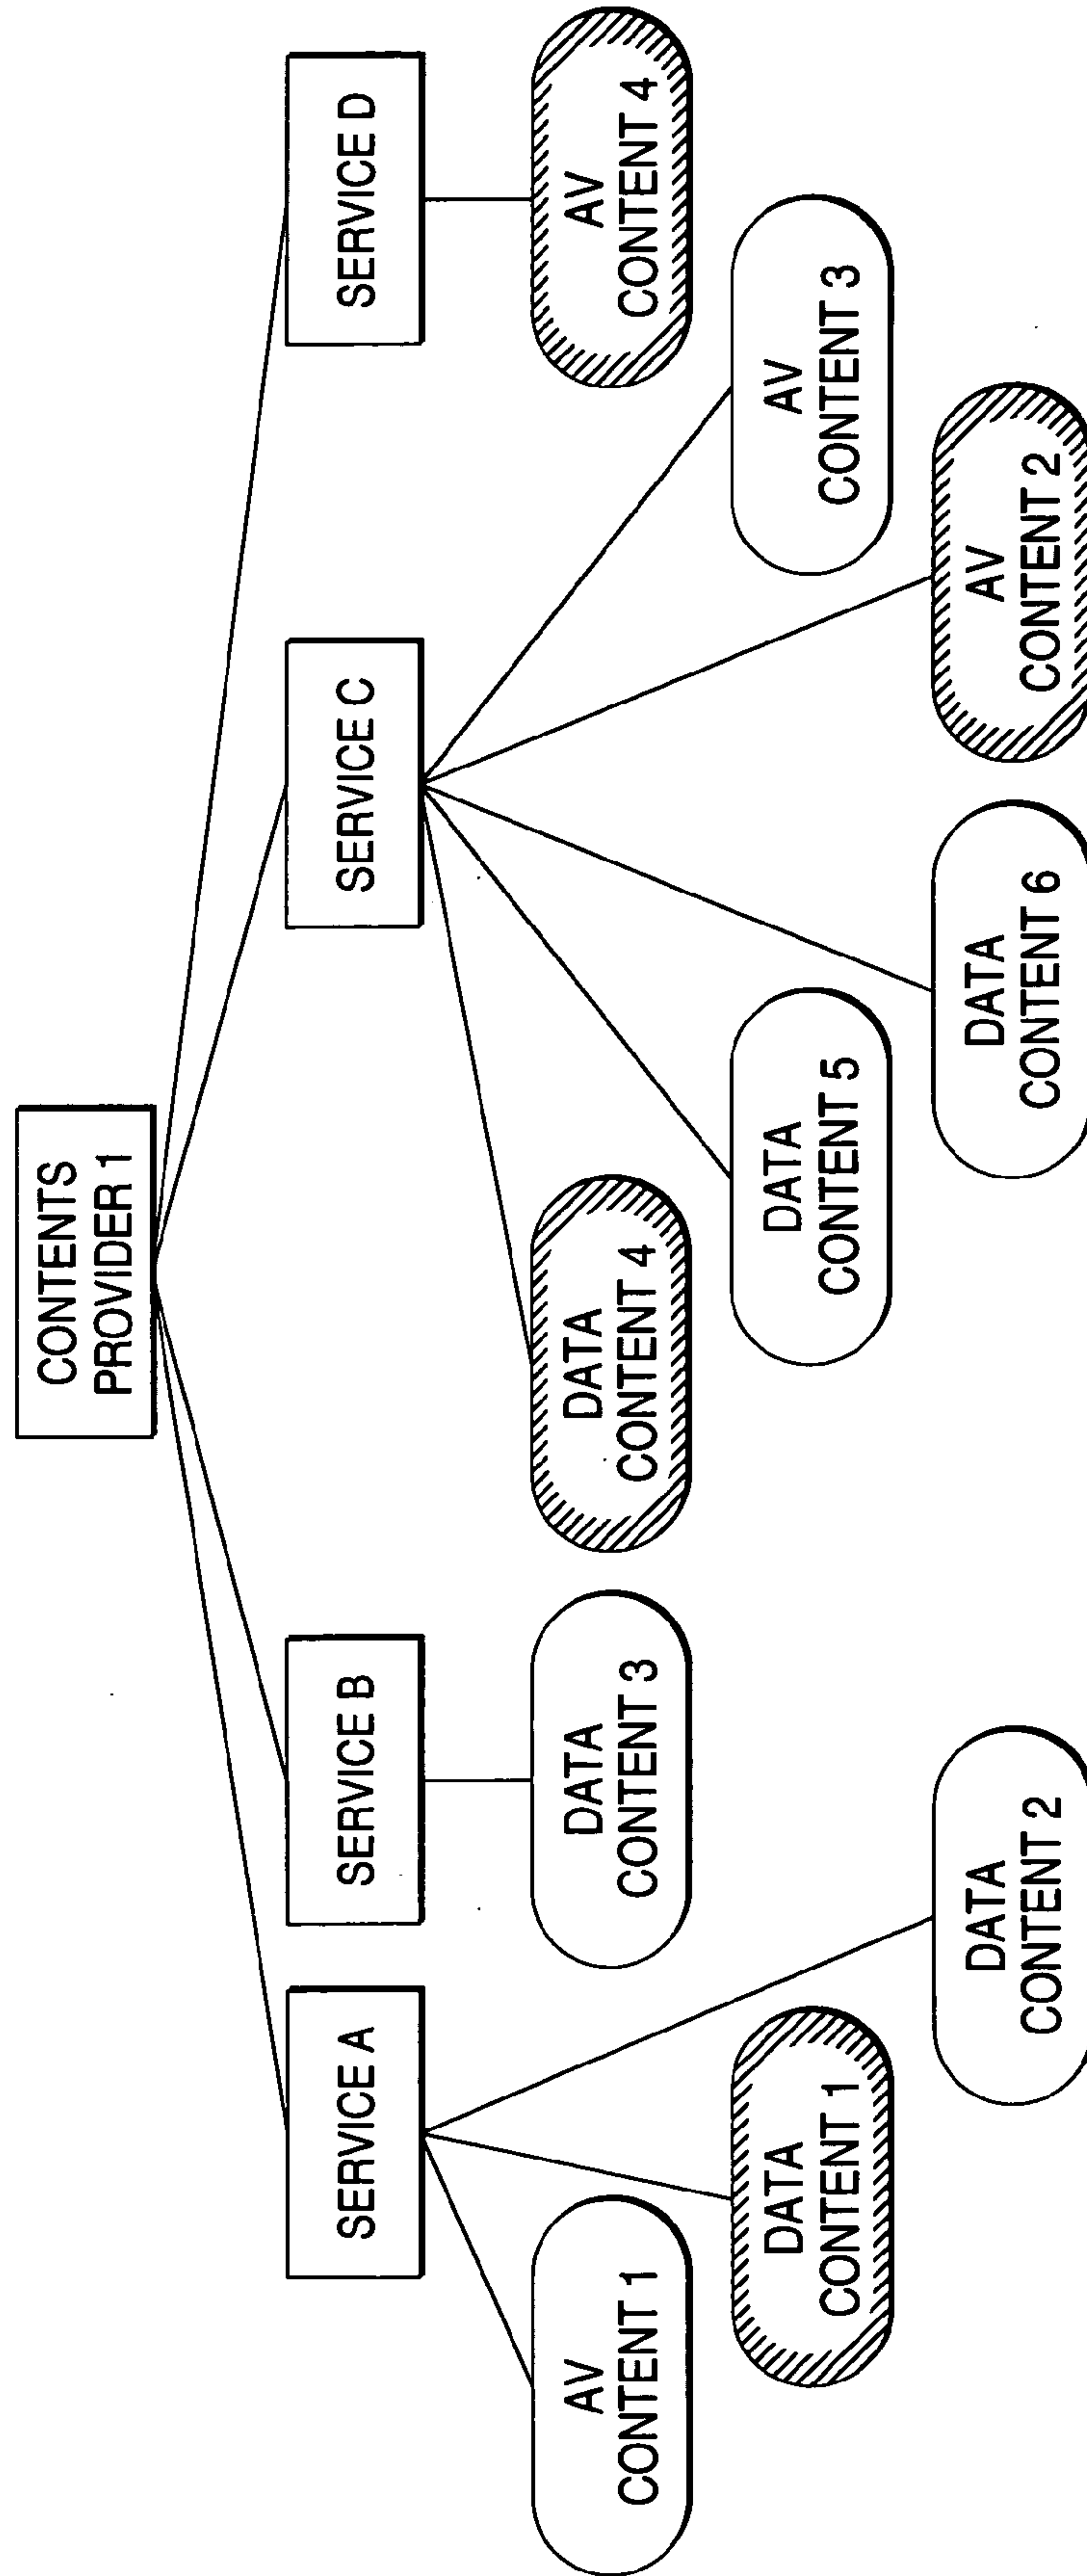 CONTENTS
PROVIDER 1
SERVICE A
SERVICE B
SERVICE C
SERVICE D
AV
CONTENT 1
DATA
CONTENT 1
DATA
CONTENT 2
DATA
CONTENT 3
DATA
CONTENT 4
DATA
CONTENT 5
DATA
CONTENT 6
AV
CONTENT 2
AV
CONTENT 3
AV
CONTENT 4